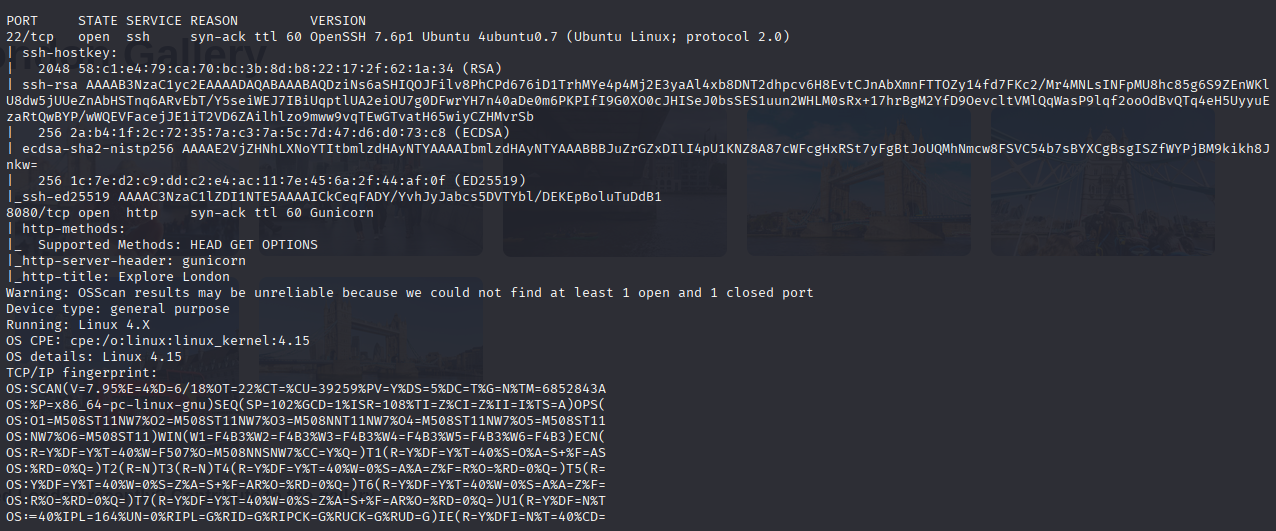 PORT     STATE SERVICE REASON         VERSION
22/tcp   open  ssh     syn-ack ttl 60 OpenSSH 7.6p1 Ubuntu 4ubuntu0.7 (Ubuntu Linux; protocol 2.0)
| ssh-hostkey:
|   2048 58:c1:e4:79:ca:70:bc:3b:8d:b8:22:17:2f:62:1a:34 (RSA)
| ssh-rsa AAAAB3NzaC1yc2EAAAADAQABAAABAQDziNs6aSHIQOJFilv8PhCPd676iD1TrhMYe4p4Mj2E3yaAl4xb8DNT2dhpcv6H8EvtCJnAbXmnFTTOZy14fd7FKc2/Mr4MNLsINFpMU8hc85g6S9ZEnWKl
U8dw5jUUeZnAbHSTnq6ARvEbT/Y5seiWEJ7IBiUqptlUA2eiOU7g0DFwrYH7n40aDe0m6PKPIfI9G0XO0cJHISeJ0bsSES1uun2WHLM0sRx+17hrBgM2YfD9OevcltVMlQqWasP9lqf2ooOdBvQTq4eH5UyyuE
zaRtQwBYP/wWQEVFacejJE1iT2VD6ZAilhlzo9mww9vqTEwGTvatH65wiyCZHMvrSb
|   256 2a:b4:1f:2c:72:35:7a:c3:7a:5c:7d:47:d6:d0:73:c8 (ECDSA)
| ecdsa-sha2-nistp256 AAAAE2VjZHNhLXNoYTItbmlzdHAyNTYAAAAIbmlzdHAyNTYAAABBBJuZrGZxDIlI4pU1KNZ8A87cWFcgHxRSt7yFgBtJoUQMhNmcw8FSVC54b7sBYXCgBsgISZfWYPjBM9kikh8J
nkw=
|   256 1c:7e:d2:c9:dd:c2:e4:ac:11:7e:45:6a:2f:44:af:0f (ED25519)
|_ssh-ed25519 AAAAC3NzaC1lZDI1NTE5AAAAICkCeqFADY/YvhJyJabcs5DVTYbl/DEKEpBoluTuDdB1
8080/tcp open  http    syn-ack ttl 60 Gunicorn
| http-methods:
|_  Supported Methods: HEAD GET OPTIONS
|_http-server-header: gunicorn
|_http-title: Explore London
Warning: OSScan results may be unreliable because we could not find at least 1 open and 1 closed port
Device type: general purpose
Running: Linux 4.X
OS CPE: cpe:/o:linux:linux_kernel:4.15
OS details: Linux 4.15
TCP/IP fingerprint:
OS:SCAN(V=7.95%E=4%D=6/18%OT=22%CT=%CU=39259%PV=Y%DS=5%DC=T%G=N%TM=6852843A
OS:%P=x86_64-pc-linux-gnu)SEQ(SP=102%GCD=1%ISR=108%TI=Z%CI=Z%II=I%TS=A)OPS(
OS:O1=M508ST11NW7%O2=M508ST11NW7%O3=M508NNT11NW7%O4=M508ST11NW7%O5=M508ST11
OS:NW7%O6=M508ST11)WIN(W1=F4B3%W2=F4B3%W3=F4B3%W4=F4B3%W5=F4B3%W6=F4B3)ECN(
OS:R=Y%DF=Y%T=40%W=F507%O=M508NNSNW7%CC=Y%Q=)T1(R=Y%DF=Y%T=40%S=O%A=S+%F=AS
OS:%RD=0%Q=)T2(R=N)T3(R=N)T4(R=Y%DF=Y%T=40%W=0%S=A%A=Z%F=R%O=%RD=0%Q=)T5(R=
OS:Y%DF=Y%T=40%W=0%S=Z%A=S+%F=AR%O=%RD=0%Q=)T6(R=Y%DF=Y%T=40%W=0%S=A%A=Z%F=
OS:R%O=%RD=0%Q=)T7(R=Y%DF=Y%T=40%W=0%S=Z%A=S+%F=AR%O=%RD=0%Q=)U1(R=Y%DF=N%T
OS:=40%IPL=164%UN=0%RIPL=G%RID=G%RIPCK=G%RUCK=G%RUD=G)IE(R=Y%DFI=N%T=40%CD=
Gallery